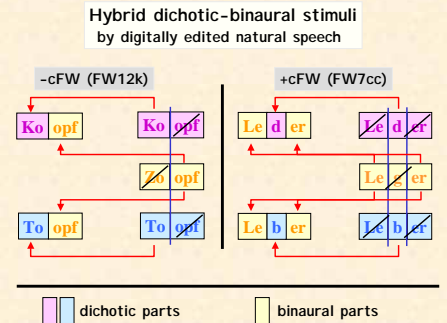 Hybrid dichotic-binaural stimuli
by digitally edited natural speech
-cFW (FW12k)
+cFW (FW7cc)
Ko opf
Ko opf
Le d er
Le d er
Zo opf
Le g er
To opf
To opf
Le b er
Le b er
dichotic parts
binaural parts